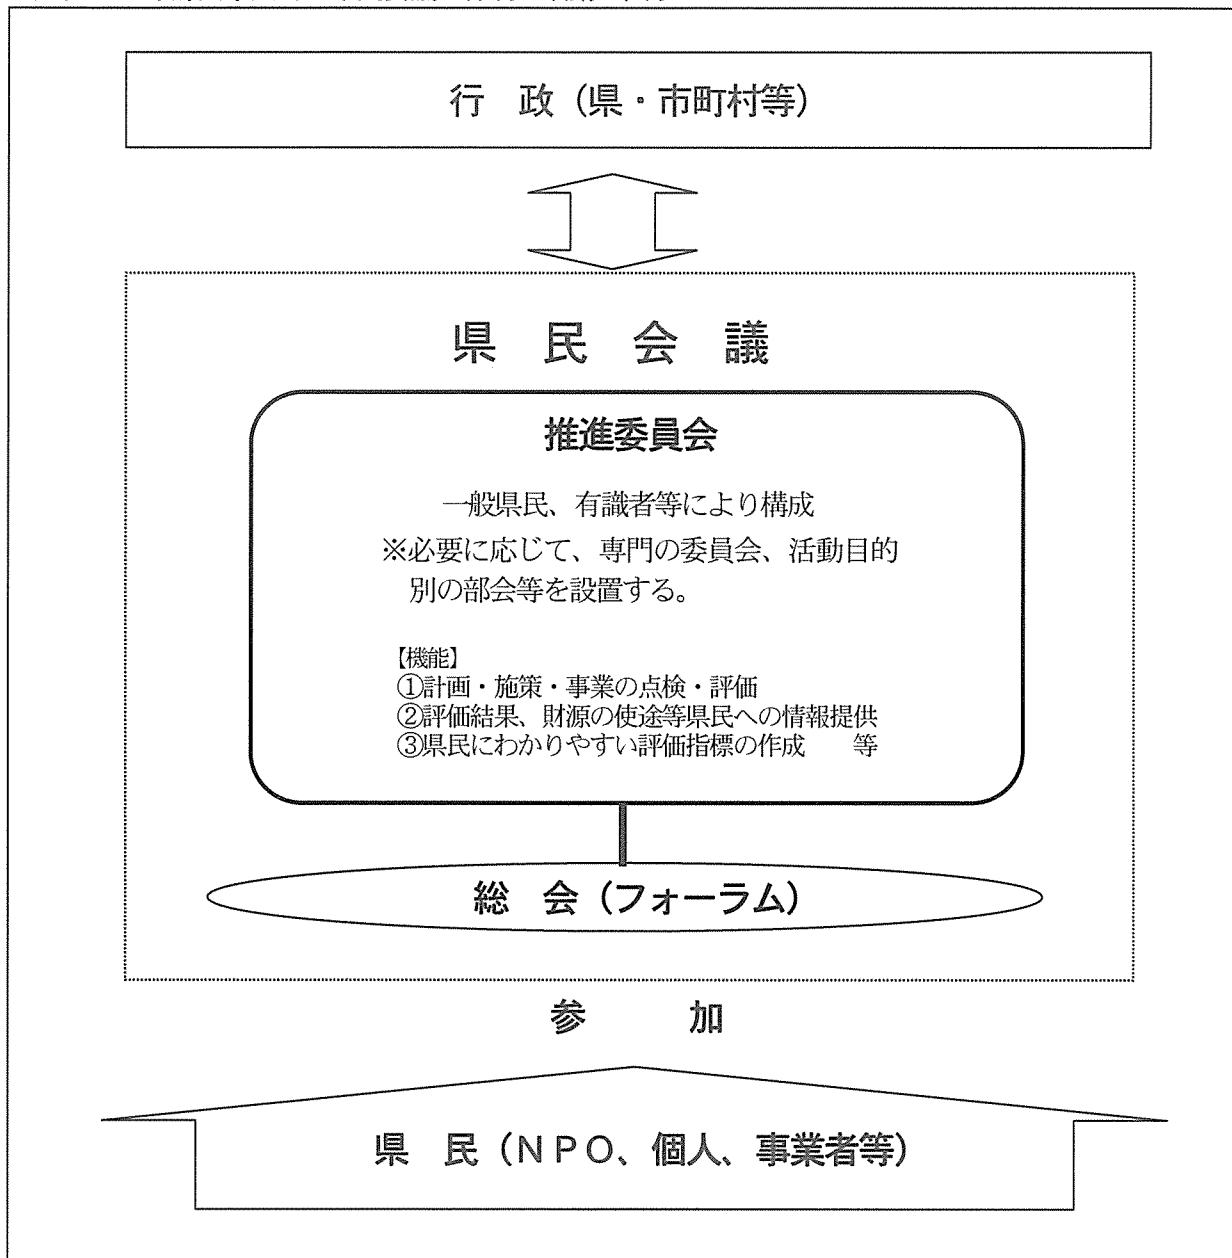 行　政（県・市町村等）
県　民　会　議
推進委員会
一般県民、有識者等により構成
※必要に応じて、専門の委員会、活動目的
別の部会等を設置する。
【機能】
①計画・施策・事業の点検・評価
②評価結果、財源の使途等県民への情報提供
③県民にわかりやすい評価指標の作成　　等
総　会（フォーラム）
参　　　加
県　民（ＮＰＯ、個人、事業者等）